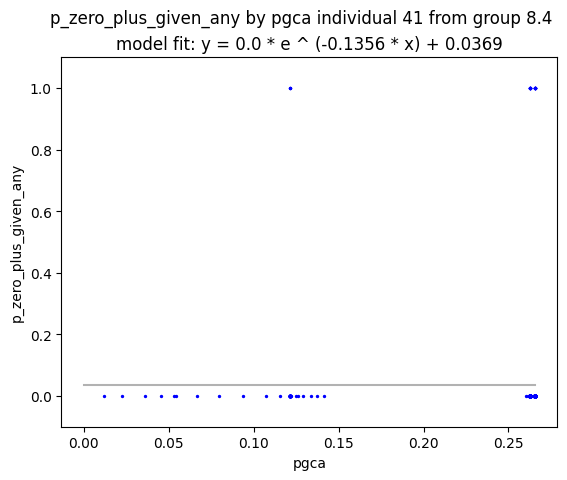 p_zero_plus_given_any by pgca individual 41 from group 8.4
model fit: y = 0.0 * e ^ (-0.1356 * x) + 0.0369
1.0
0.8
0.6
0.4
0.2
0.0
p_zero_plus_given_any
0.00 0.05 0.10 0.15 0.20 0.25
pgca